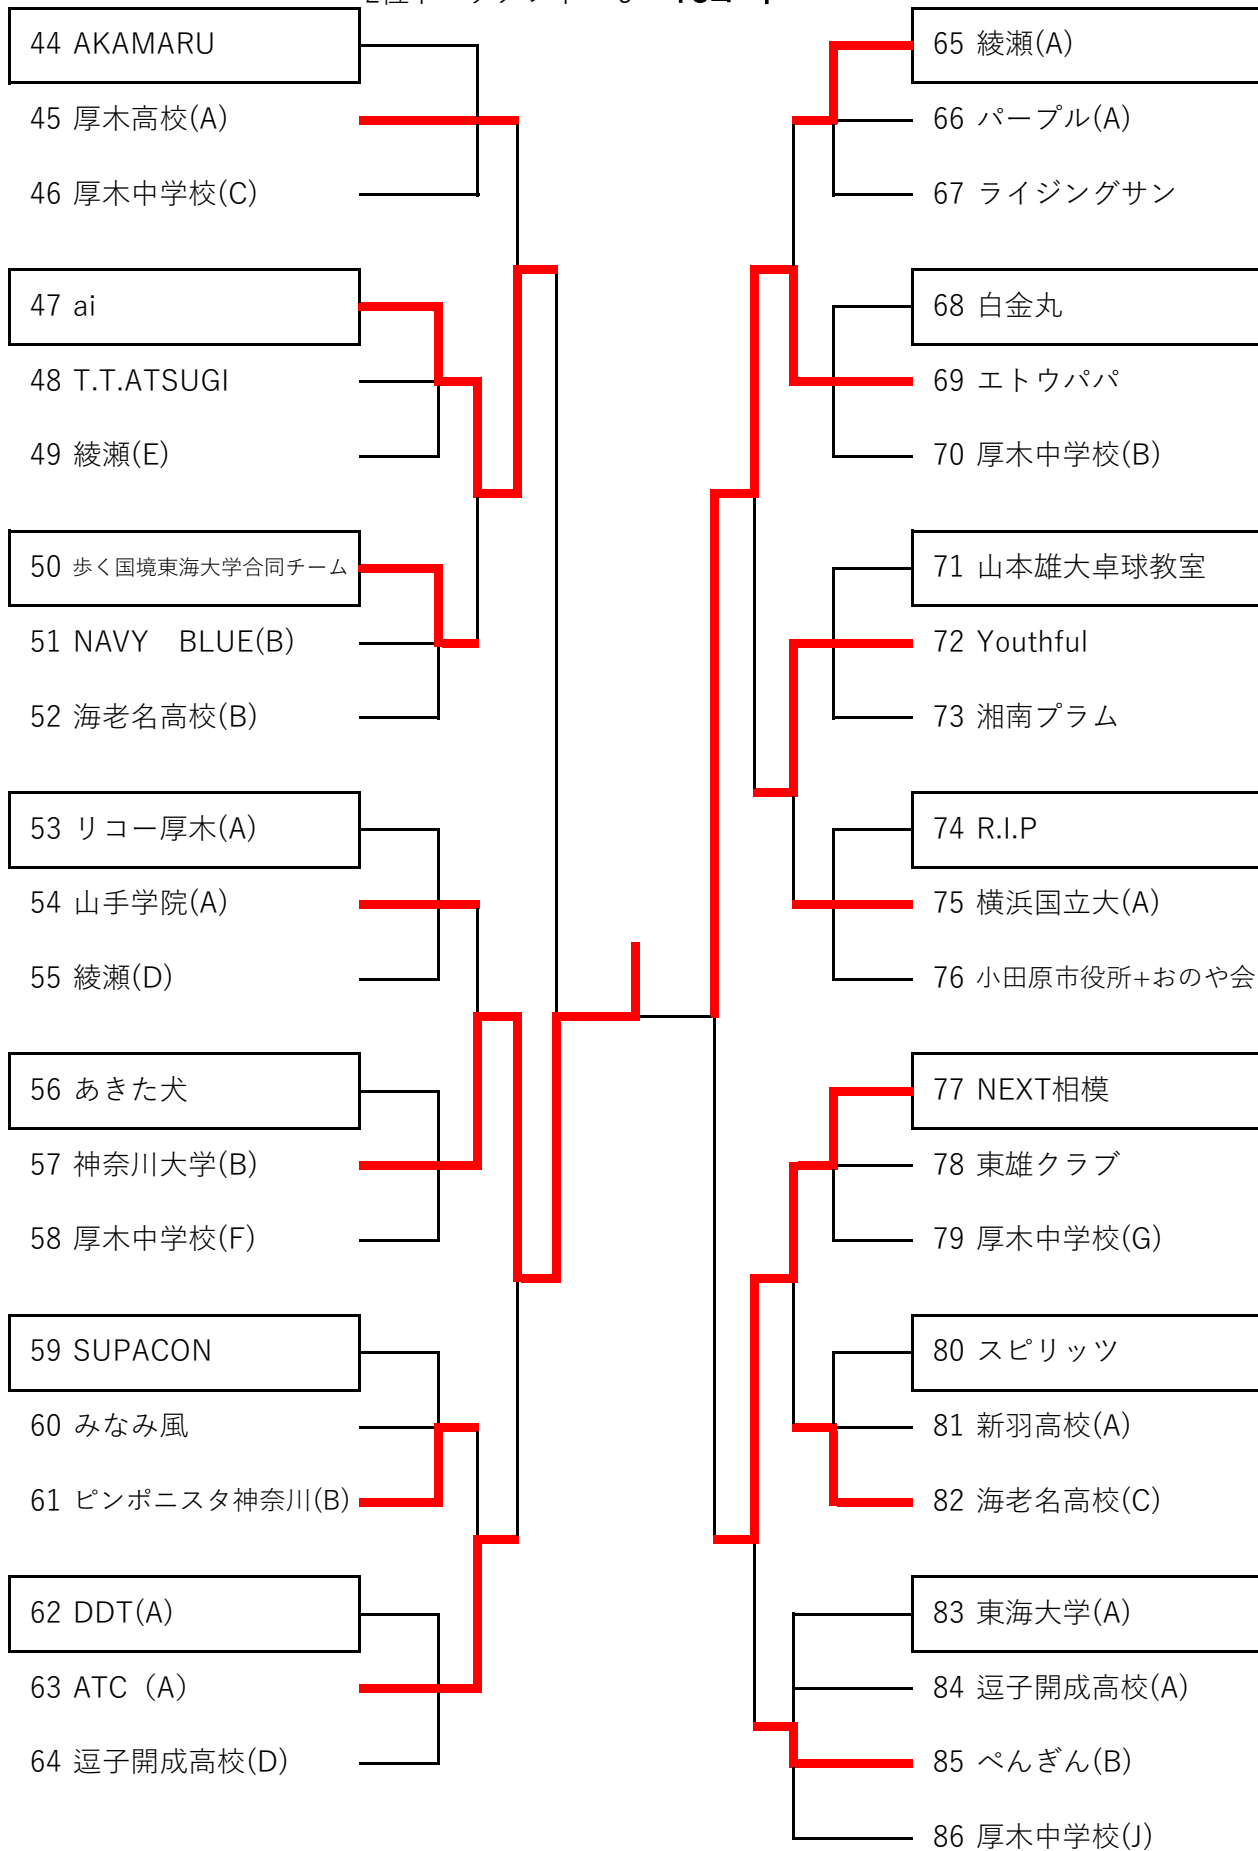 44 AKAMARU
45 厚木高校(A)
46 厚木中学校(C)
47 ai
48 T.T.ATSUGI
49 綾瀬(E)
50 歩く国境東海大学合同チーム
51 NAVY　BLUE(B)
52 海老名高校(B)
53 リコー厚木(A)
54 山手学院(A)
55 綾瀬(D)
56 あきた犬
57 神奈川大学(B)
58 厚木中学校(F)
59 SUPACON
60 みなみ風
61 ピンポニスタ神奈川(B)
62 DDT(A)
63 ATC（A）
64 逗子開成高校(D)
65 綾瀬(A)
66 パープル(A)
67 ライジングサン
68 白金丸
69 エトウパパ
70 厚木中学校(B)
71 山本雄大卓球教室
72 Youthful
73 湘南プラム
74 R.I.P
75 横浜国立大(A)
76 小田原市役所+おのや会
77 NEXT相模
78 東雄クラブ
79 厚木中学校(G)
80 スピリッツ
81 新羽高校(A)
82 海老名高校(C)
83 東海大学(A)
84 逗子開成高校(A)
85 ぺんぎん(B)
86 厚木中学校(J)